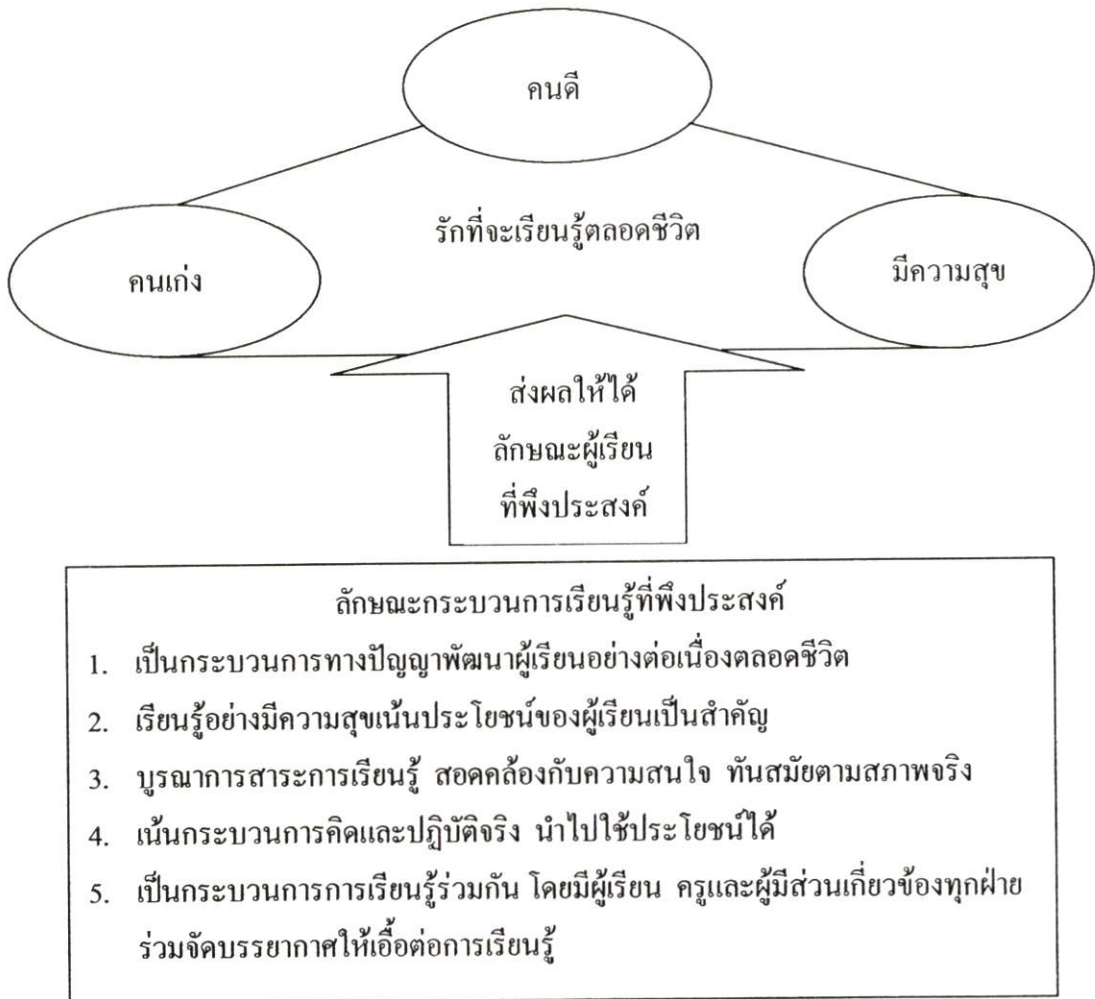 คนดี
รักที่จะเรียนรู้ตลอดชีวิต
คนเก่ง
มีความสุข
ส่งผลให้ได้
ลักษณะผู้เรียน
ที่พึงประสงค์
ลักษณะกระบวนการเรียนรู้ที่พึงประสงค์
1. เป็นกระบวนการทางปัญญาพัฒนาผู้เรียนอย่างต่อเนื่องตลอดชีวิต
2. เรียนรู้อย่างมีความสุขเน้นประโยชน์ของผู้เรียนเป็นสำคัญ
3. บูรณาการสาระการเรียนรู้ สอดคล้องกับความสนใจ ทันสมัยตามสภาพจริง
4. เน้นกระบวนการคิดและปฏิบัติจริง นำไปใช้ประโยชน์ได้
5. เป็นกระบวนการการเรียนรู้ร่วมกัน โดยมีผู้เรียน ครูและผู้มีส่วนเกี่ยวข้องทุกฝ่าย
ร่วมจัดบรรยากาศให้เอื้อต่อการเรียนรู้